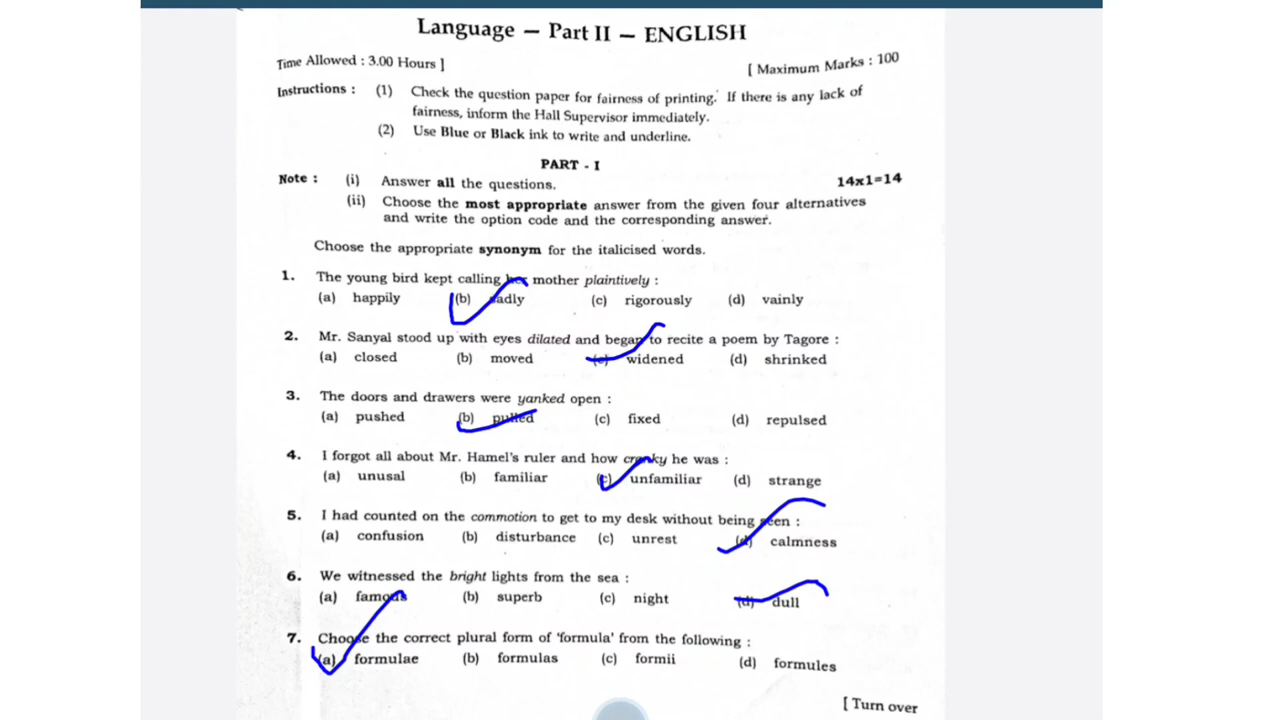 Language – Part II – ENGLISH
Time Allowed : 3.00 Hours ]
[ Maximum Marks : 100
Instructions : (1) Check the question paper for fairness of printing. If there is any lack of
fairness, inform the Hall Supervisor immediately.
(2) Use Blue or Black ink to write and underline.
PART - I
Note : (i) Answer all the questions. 14x1=14
(ii) Choose the most appropriate answer from the given four alternatives
and write the option code and the corresponding answer.
Choose the appropriate synonym for the italicised words.
1. The young bird kept calling her mother plaintively :
(a) happily (b) sadly (c) rigorously (d) vainly
2. Mr. Sanyal stood up with eyes dilated and began to recite a poem by Tagore :
(a) closed (b) moved (c) widened (d) shrinked
3. The doors and drawers were yanked open :
(a) pushed (b) pulled (c) fixed (d) repulsed
4. I forgot all about Mr. Hamel's ruler and how cranky he was :
(a) unusal (b) familiar (c) unfamiliar (d) strange
5. I had counted on the commotion to get to my desk without being seen :
(a) confusion (b) disturbance (c) unrest (d) calmness
6. We witnessed the bright lights from the sea :
(a) famous (b) superb (c) night (d) dull
7. Choose the correct plural form of 'formula' from the following :
(a) formulae (b) formulas (c) formii (d) formules
[ Turn over